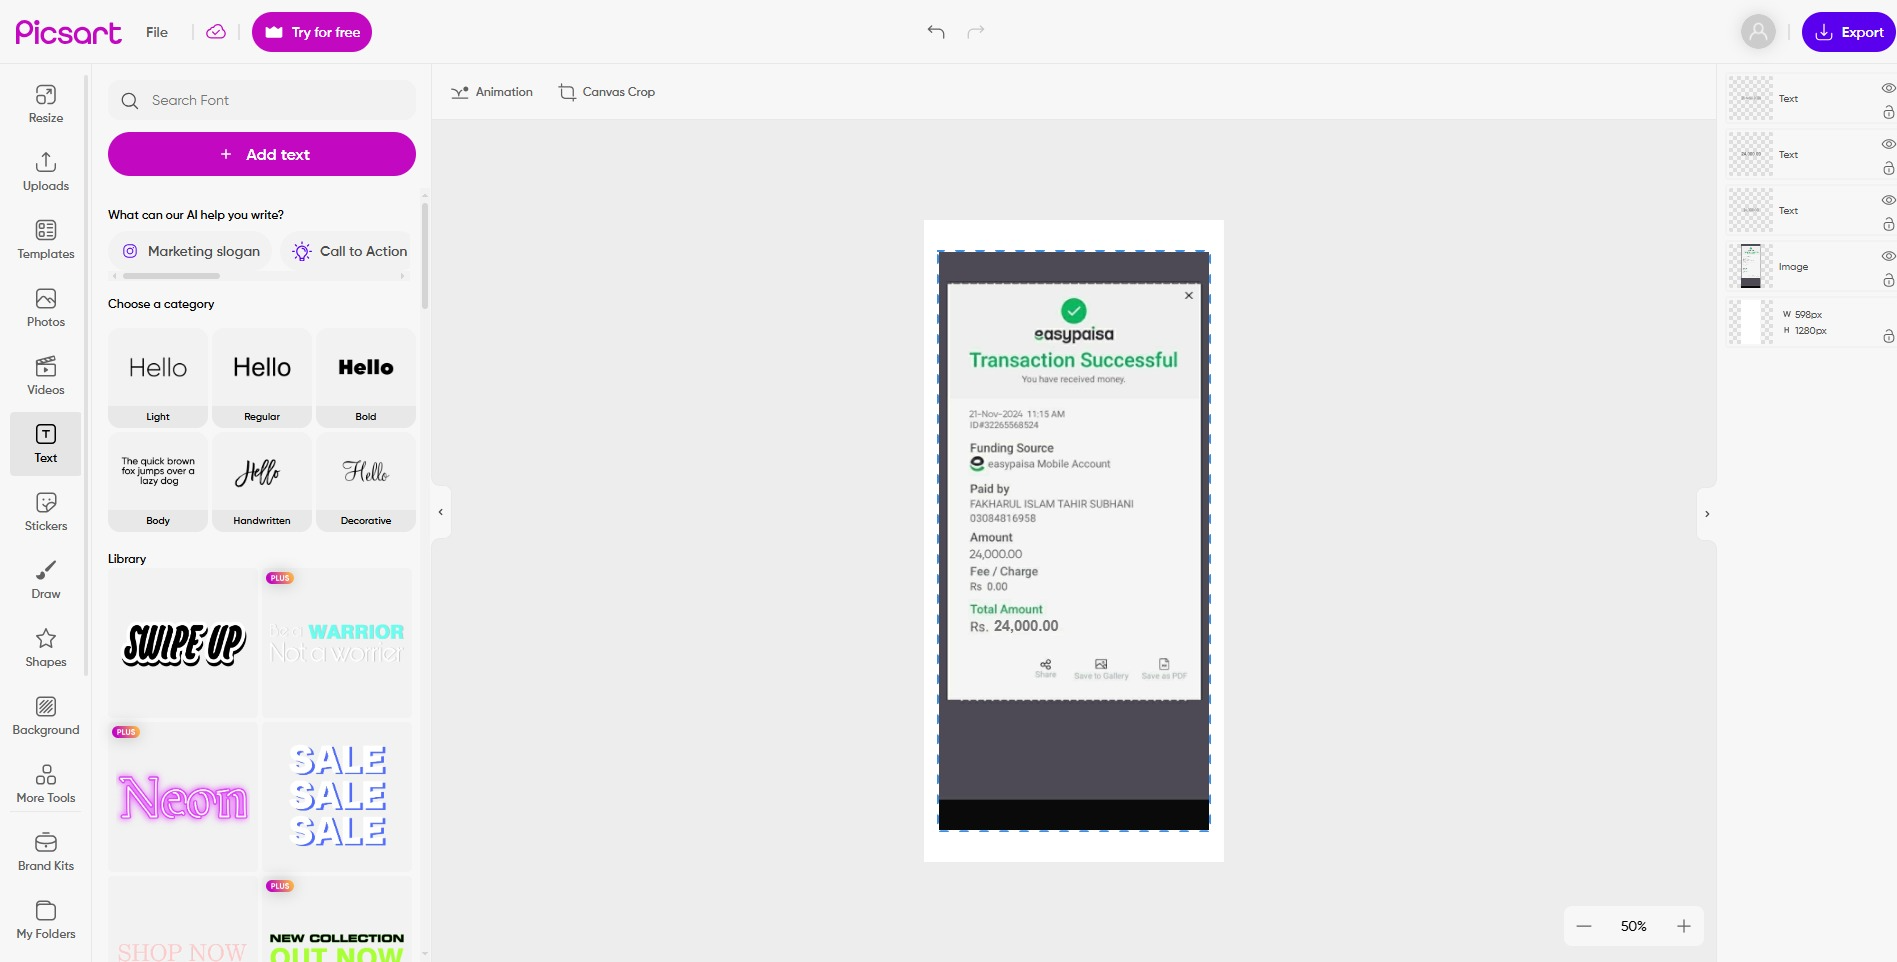 Picsart
File
Try for free
Export
Resize
Uploads
Templates
Photos
Videos
Text
Stickers
Draw
Shapes
Background
More Tools
Brand Kits
My Folders
Search Font
+ Add text
What can our AI help you write?
Marketing slogan
Call to Action
Choose a category
Hello
Light
Hello
Regular
Hello
Bold
The quick brown
fox jumps over a
lazy dog
Body
Hello
Handwritten
Hello
Decorative
Library
SWIPE UP
PLUS
WARRIOR
Not a worrier
PLUS
Neon
SALE
SALE
SALE
SHOP NOW
PLUS
NEW COLLECTION
OUT NOW
Animation
Canvas Crop
easypaisa
Transaction Successful
You have received money.
21-Nov-2024 11:15 AM
ID#32265568524
Funding Source
easypaisa Mobile Account
Paid by
FAKHARUL ISLAM TAHIR SUBHANI
03084816958
Amount
24,000.00
Fee / Charge
Rs 0.00
Total Amount
Rs. 24,000.00
Share
Save to Gallery
Save as PDF
50%
Text
Text
Text
Image
W 598px
H 1280px